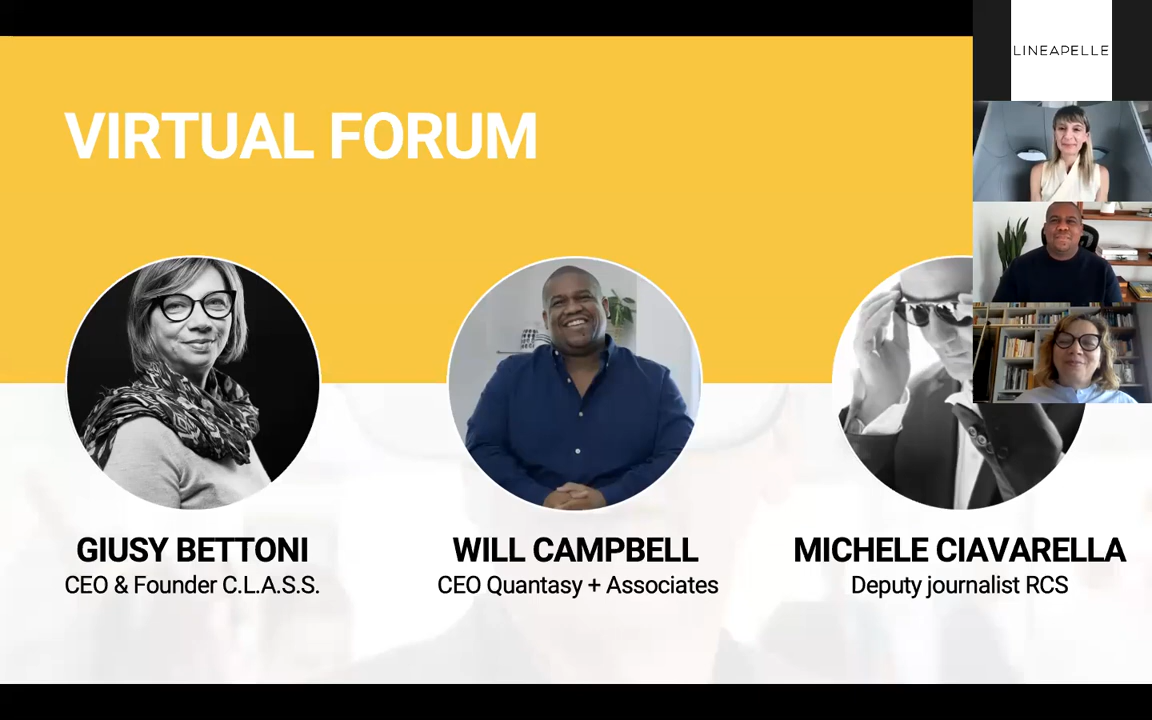 LINEAPELLE
VIRTUAL FORUM
GIUSY BETTONI
CEO & Founder C.L.A.S.S.
WILL CAMPBELL
CEO Quantasy + Associates
MICHELE CIAVARELLA
Deputy journalist RCS